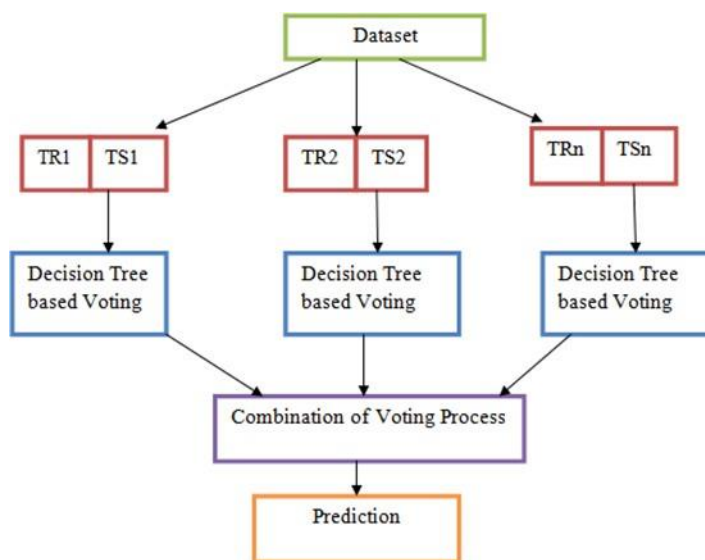 Dataset
TR1 TS1
TR2 TS2
TRn TSn
Decision Tree
based Voting
Decision Tree
based Voting
Decision Tree
based Voting
Combination of Voting Process
Prediction